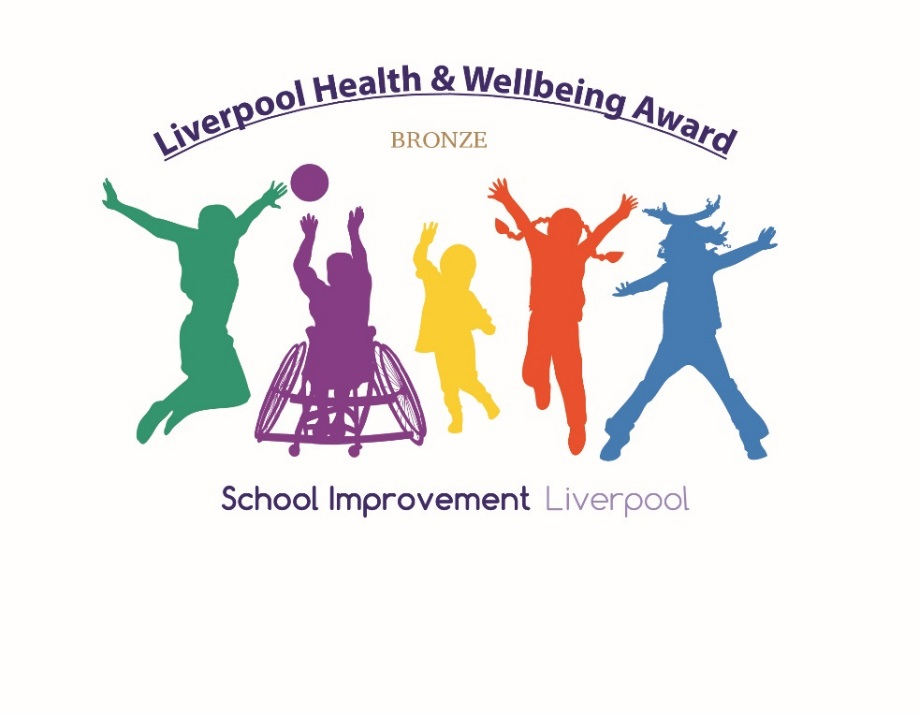 Liverpool Health & Wellbeing Award
BRONZE
School Improvement Liverpool